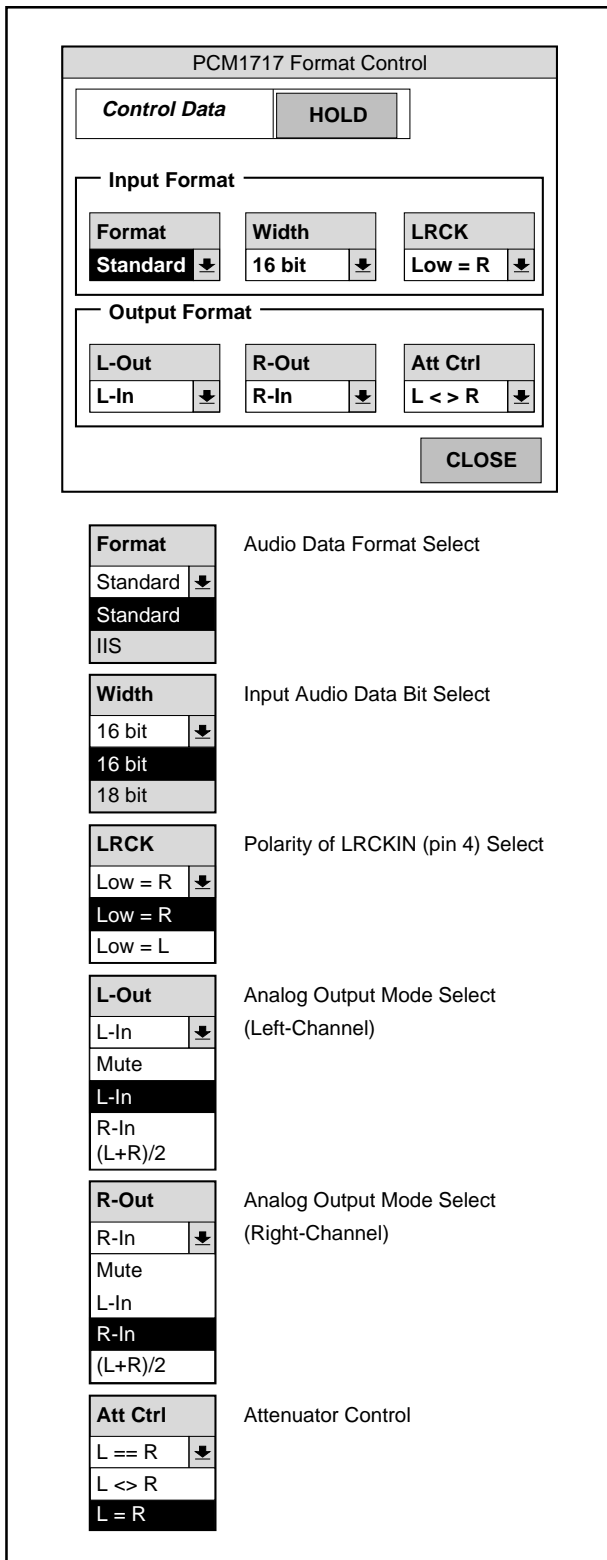 PCM1717 Format Control
Control Data HOLD
Input Format
Format Width LRCK
Standard 16 bit Low = R
Output Format
L-Out R-Out Att Ctrl
L-In R-In L < > R
CLOSE
Format Audio Data Format Select
Standard
Standard
IIS
Width Input Audio Data Bit Select
16 bit
16 bit
18 bit
LRCK Polarity of LRCKIN (pin 4) Select
Low = R
Low = R
Low = L
L-Out Analog Output Mode Select
L-In (Left-Channel)
Mute
L-In
R-In
(L+R)/2
R-Out Analog Output Mode Select
R-In (Right-Channel)
Mute
L-In
R-In
(L+R)/2
Att Ctrl Attenuator Control
L == R
L <> R
L = R